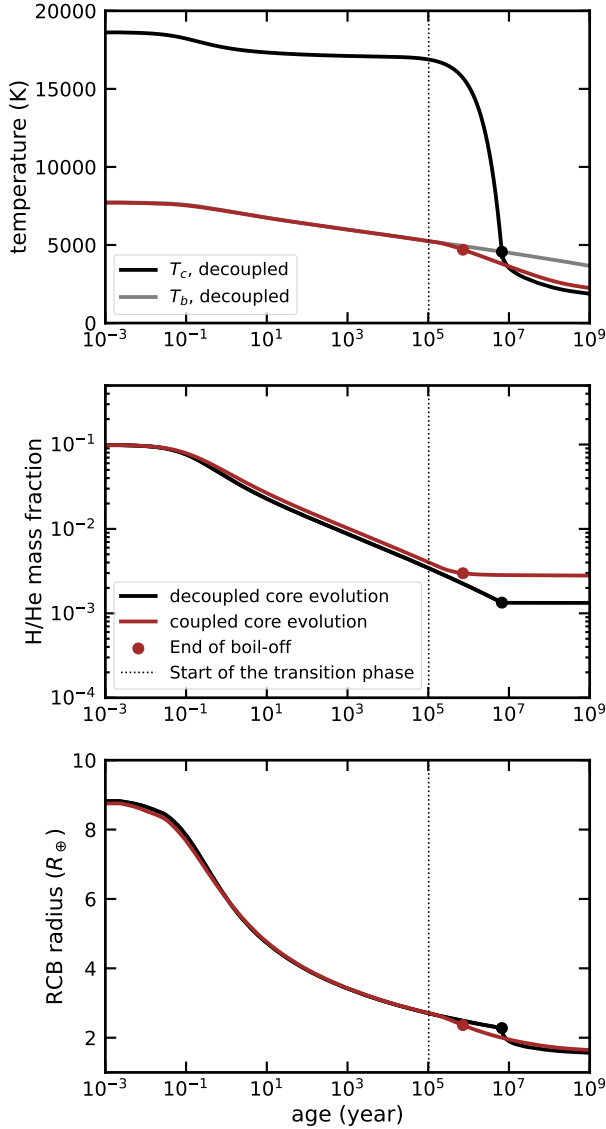 20000
15000
10000
5000
0
temperature (K)
T_c, decoupled
T_b, decoupled
10^−3 10^−1 10^1 10^3 10^5 10^7 10^9
10^−1
10^−2
10^−3
10^−4
H/He mass fraction
decoupled core evolution
coupled core evolution
End of boil-off
Start of the transition phase
10^−3 10^−1 10^1 10^3 10^5 10^7 10^9
10
8
6
4
2
RCB radius (R_⊕)
10^−3 10^−1 10^1 10^3 10^5 10^7 10^9
age (year)